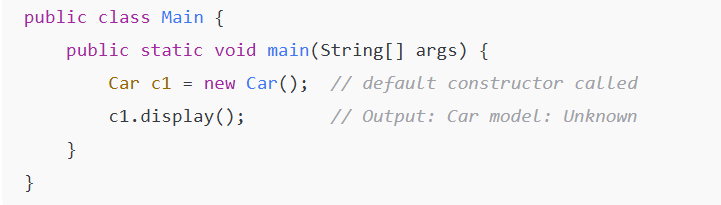 public class Main {
    public static void main(String[] args) {
        Car c1 = new Car();  // default constructor called
        c1.display();        // Output: Car model: Unknown
    }
}